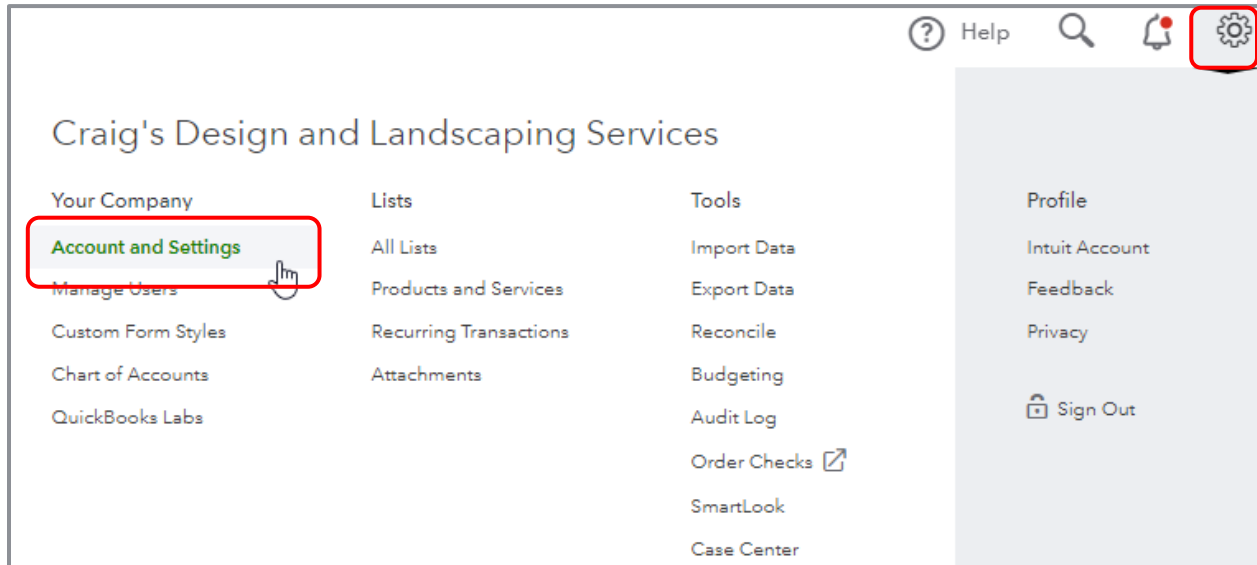 Help
Craig's Design and Landscaping Services
Your Company
Account and Settings
Manage Users
Custom Form Styles
Chart of Accounts
QuickBooks Labs
Lists
All Lists
Products and Services
Recurring Transactions
Attachments
Tools
Import Data
Export Data
Reconcile
Budgeting
Audit Log
Order Checks
SmartLook
Case Center
Profile
Intuit Account
Feedback
Privacy
Sign Out